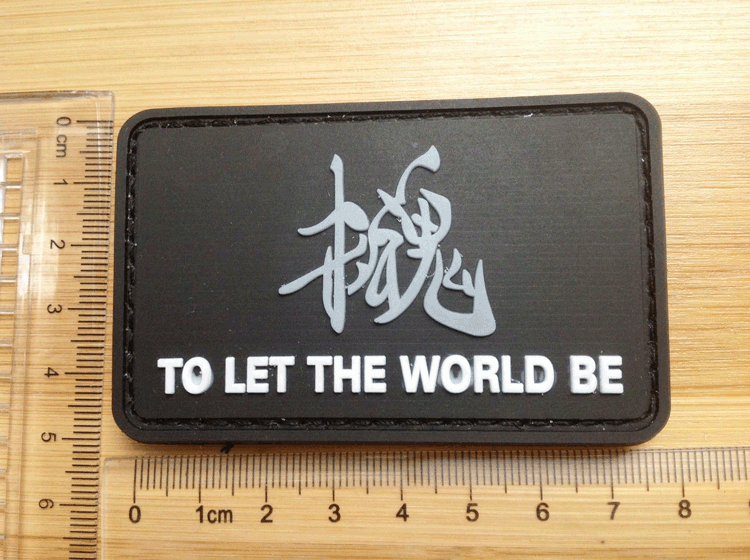 TO LET THE WORLD BE
0 cm 1 2 3 4 5 6
0 1cm 2 3 4 5 6 7 8